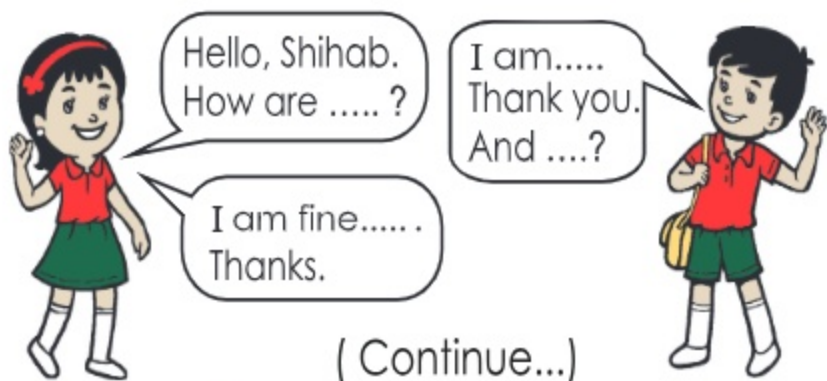 Hello, Shihab.
How are ..... ?
I am.....
Thank you.
And ....?
I am fine..... .
Thanks.
( Continue...)